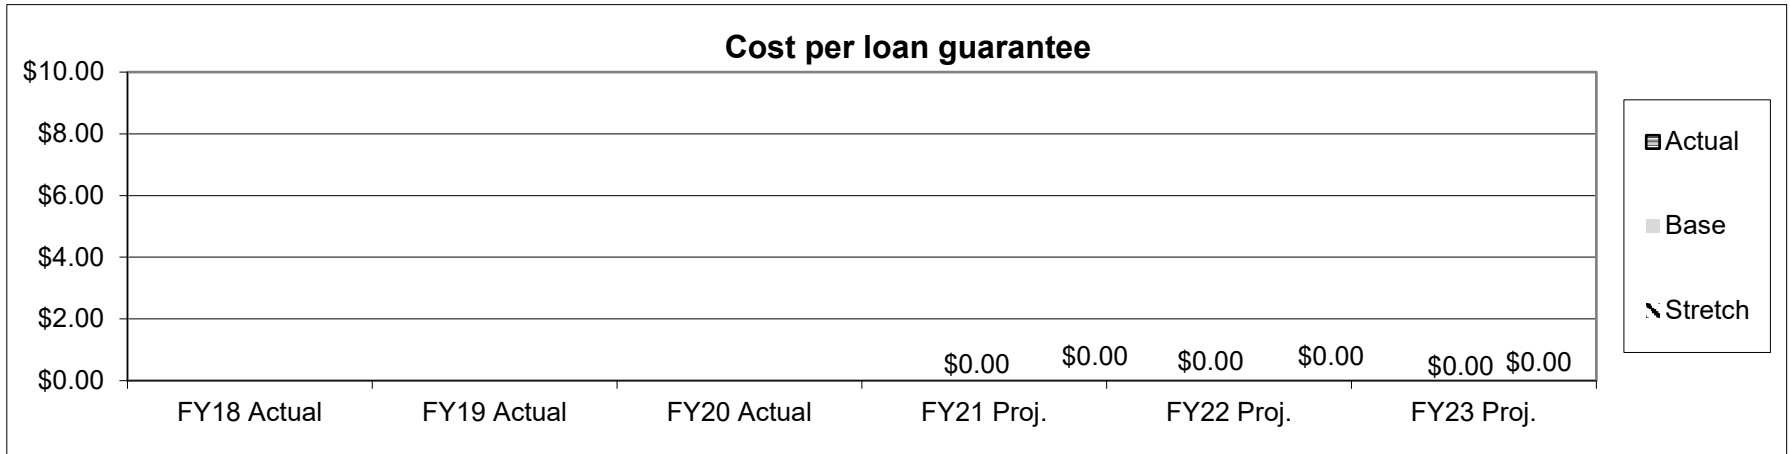 Cost per loan guarantee
$10.00
$8.00
$6.00
$4.00
$2.00
$0.00
$0.00 $0.00 $0.00 $0.00 $0.00 $0.00
FY18 Actual FY19 Actual FY20 Actual FY21 Proj. FY22 Proj. FY23 Proj.
Actual
Base
Stretch